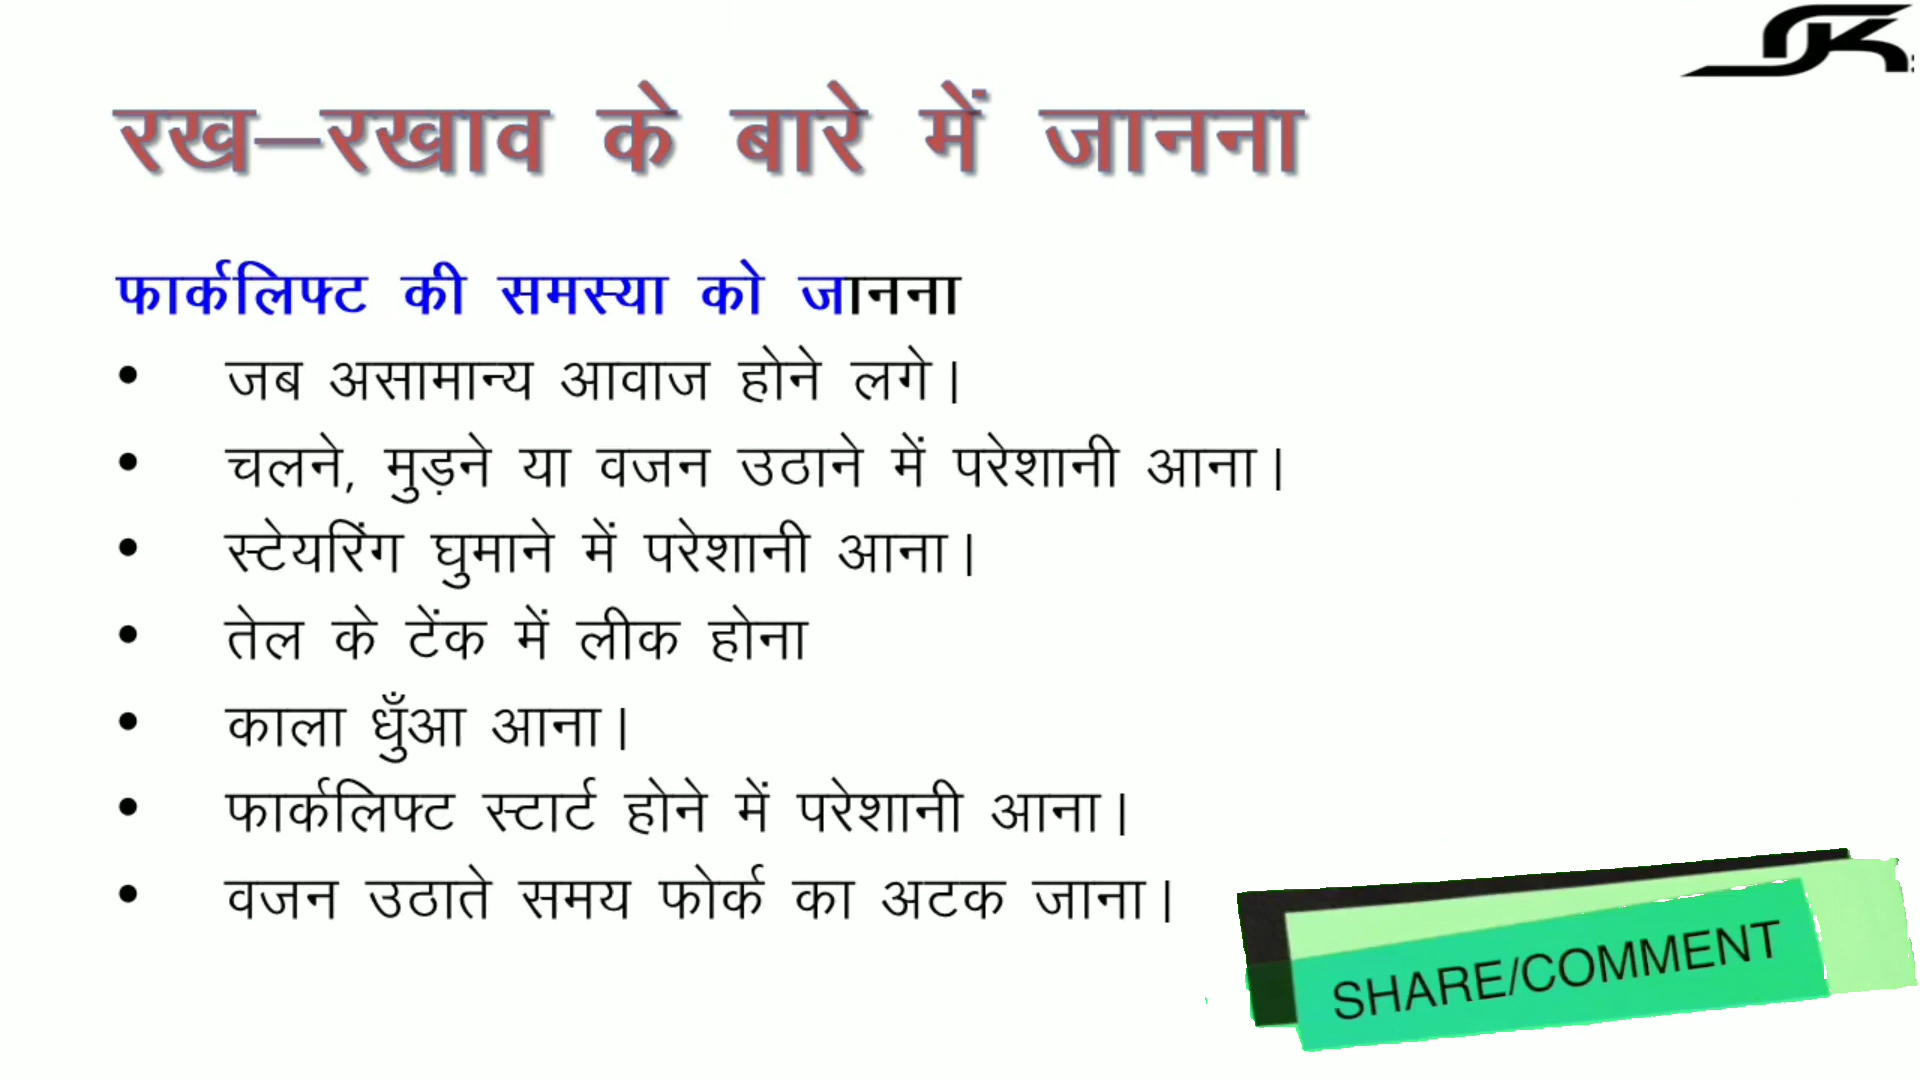 रख–रखाव के बारे में जानना
फार्कलिफ्ट की समस्या को जानना
• जब असामान्य आवाज होने लगे।
• चलने, मुड़ने या वजन उठाने में परेशानी आना।
• स्टेयरिंग घुमाने में परेशानी आना।
• तेल के टेंक में लीक होना
• काला धुँआ आना।
• फार्कलिफ्ट स्टार्ट होने में परेशानी आना।
• वजन उठाते समय फोर्क का अटक जाना।
SHARE/COMMENT